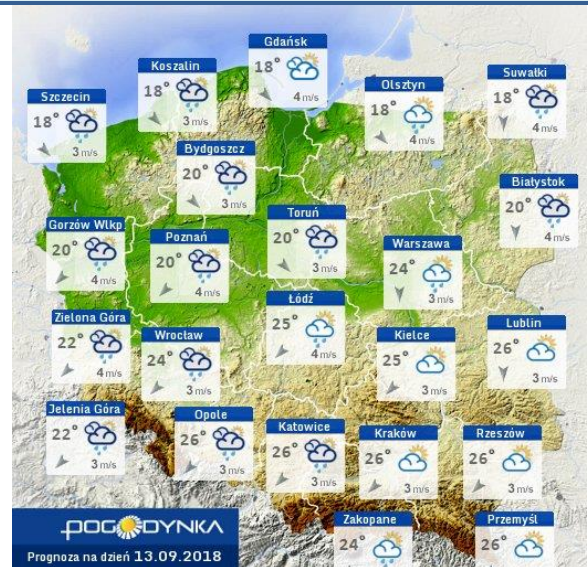 Gdańsk
18°
4 m/s
Koszalin
18°
3 m/s
Suwałki
18°
4 m/s
Olsztyn
18°
4 m/s
Szczecin
18°
3 m/s
Bydgoszcz
20°
3 m/s
Białystok
20°
4 m/s
Toruń
20°
3 m/s
Gorzów Wlkp.
20°
4 m/s
Poznań
20°
4 m/s
Warszawa
24°
3 m/s
Łódź
25°
4 m/s
Zielona Góra
22°
4 m/s
Wrocław
24°
3 m/s
Kielce
25°
3 m/s
Lublin
26°
3 m/s
Jelenia Góra
22°
3 m/s
Opole
26°
3 m/s
Katowice
26°
3 m/s
Kraków
26°
3 m/s
Rzeszów
26°
3 m/s
Zakopane
24°
Przemyśl
26°
POGODYNKA
Prognoza na dzień 13.09.2018